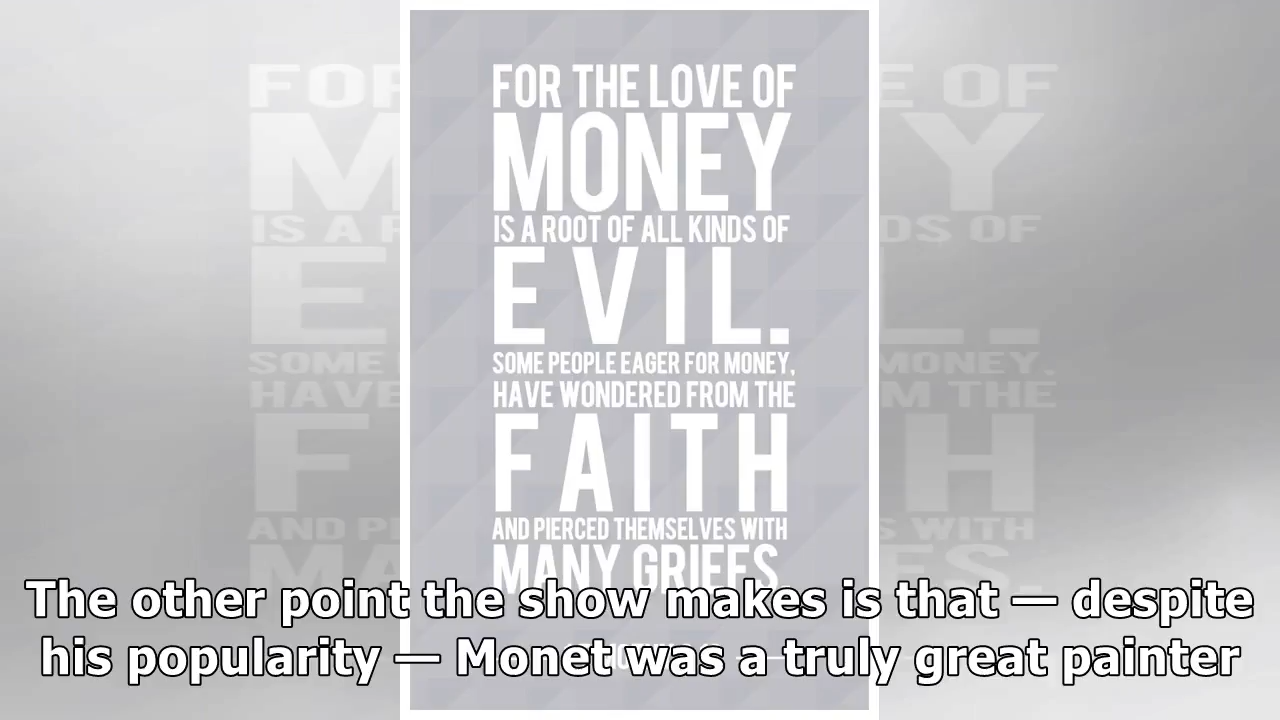 FOR THE LOVE OF
MONEY
IS A ROOT OF ALL KINDS OF
EVIL.
SOME PEOPLE EAGER FOR MONEY,
HAVE WONDERED FROM THE
FAITH
AND PIERCED THEMSELVES WITH
MANY GRIEFS.
The other point the show makes is that — despite
his popularity — Monet was a truly great painter